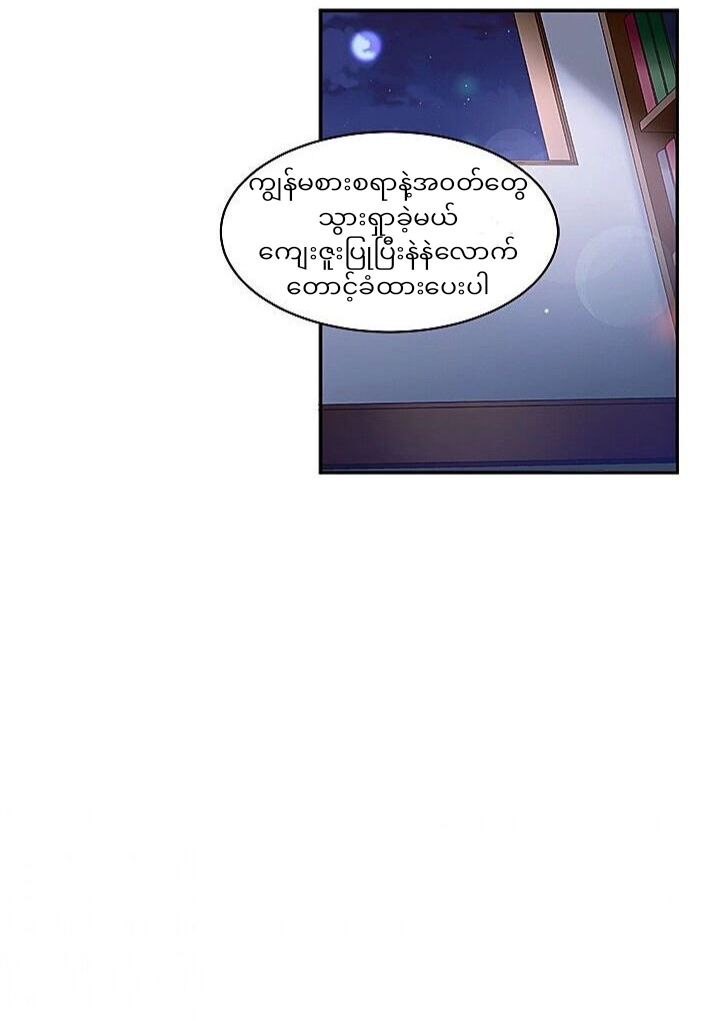 ကျွန်မစားစရာနဲ့အဝတ်တွေ
သွားရှာခဲ့မယ်
ကျေးဇူးပြုပြီးနဲနဲလောက်
တောင့်ခံထားပေးပါ